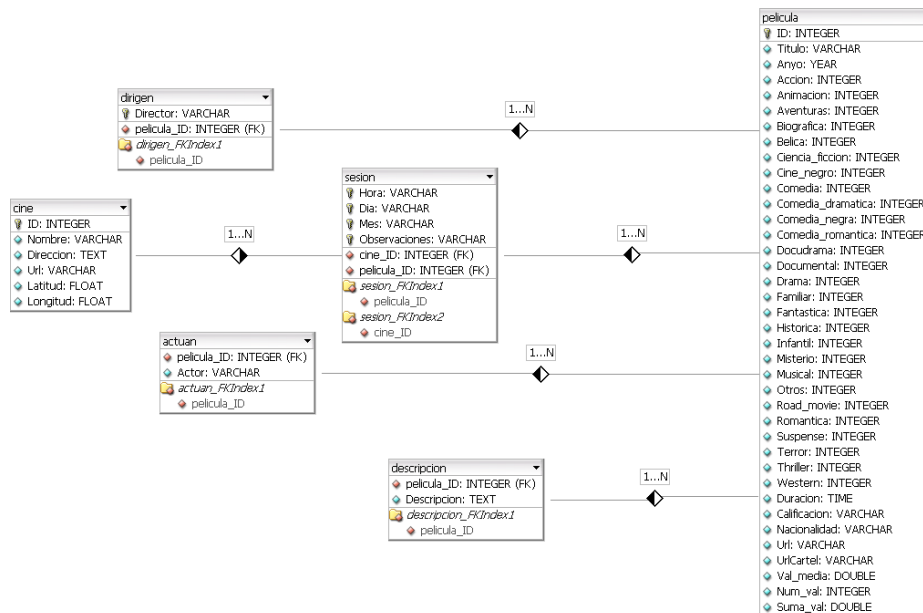 pelicula
ID: INTEGER
Titulo: VARCHAR
Anyo: YEAR
Accion: INTEGER
Animacion: INTEGER
Aventuras: INTEGER
Biografica: INTEGER
Belica: INTEGER
Ciencia_ficcion: INTEGER
Cine_negro: INTEGER
Comedia: INTEGER
Comedia_dramatica: INTEGER
Comedia_negra: INTEGER
Comedia_romantica: INTEGER
Docudrama: INTEGER
Documental: INTEGER
Drama: INTEGER
Familiar: INTEGER
Fantastica: INTEGER
Historica: INTEGER
Infantil: INTEGER
Misterio: INTEGER
Musical: INTEGER
Otros: INTEGER
Road_movie: INTEGER
Romantica: INTEGER
Suspense: INTEGER
Terror: INTEGER
Thriller: INTEGER
Western: INTEGER
Duracion: TIME
Calificacion: VARCHAR
Nacionalidad: VARCHAR
Url: VARCHAR
UrlCartel: VARCHAR
Val_media: DOUBLE
Num_val: INTEGER
Suma_val: DOUBLE
dirigen
Director: VARCHAR
pelicula_ID: INTEGER (FK)
dirigen_FKIndex1
pelicula_ID
1...N
sesion
Hora: VARCHAR
Dia: VARCHAR
Mes: VARCHAR
Observaciones: VARCHAR
cine_ID: INTEGER (FK)
pelicula_ID: INTEGER (FK)
sesion_FKIndex1
pelicula_ID
sesion_FKIndex2
cine_ID
1...N
cine
ID: INTEGER
Nombre: VARCHAR
Direccion: TEXT
Url: VARCHAR
Latitud: FLOAT
Longitud: FLOAT
1...N
actuan
pelicula_ID: INTEGER (FK)
Actor: VARCHAR
actuan_FKIndex1
pelicula_ID
1...N
descripcion
pelicula_ID: INTEGER (FK)
Descripcion: TEXT
descripcion_FKIndex1
pelicula_ID
1...N